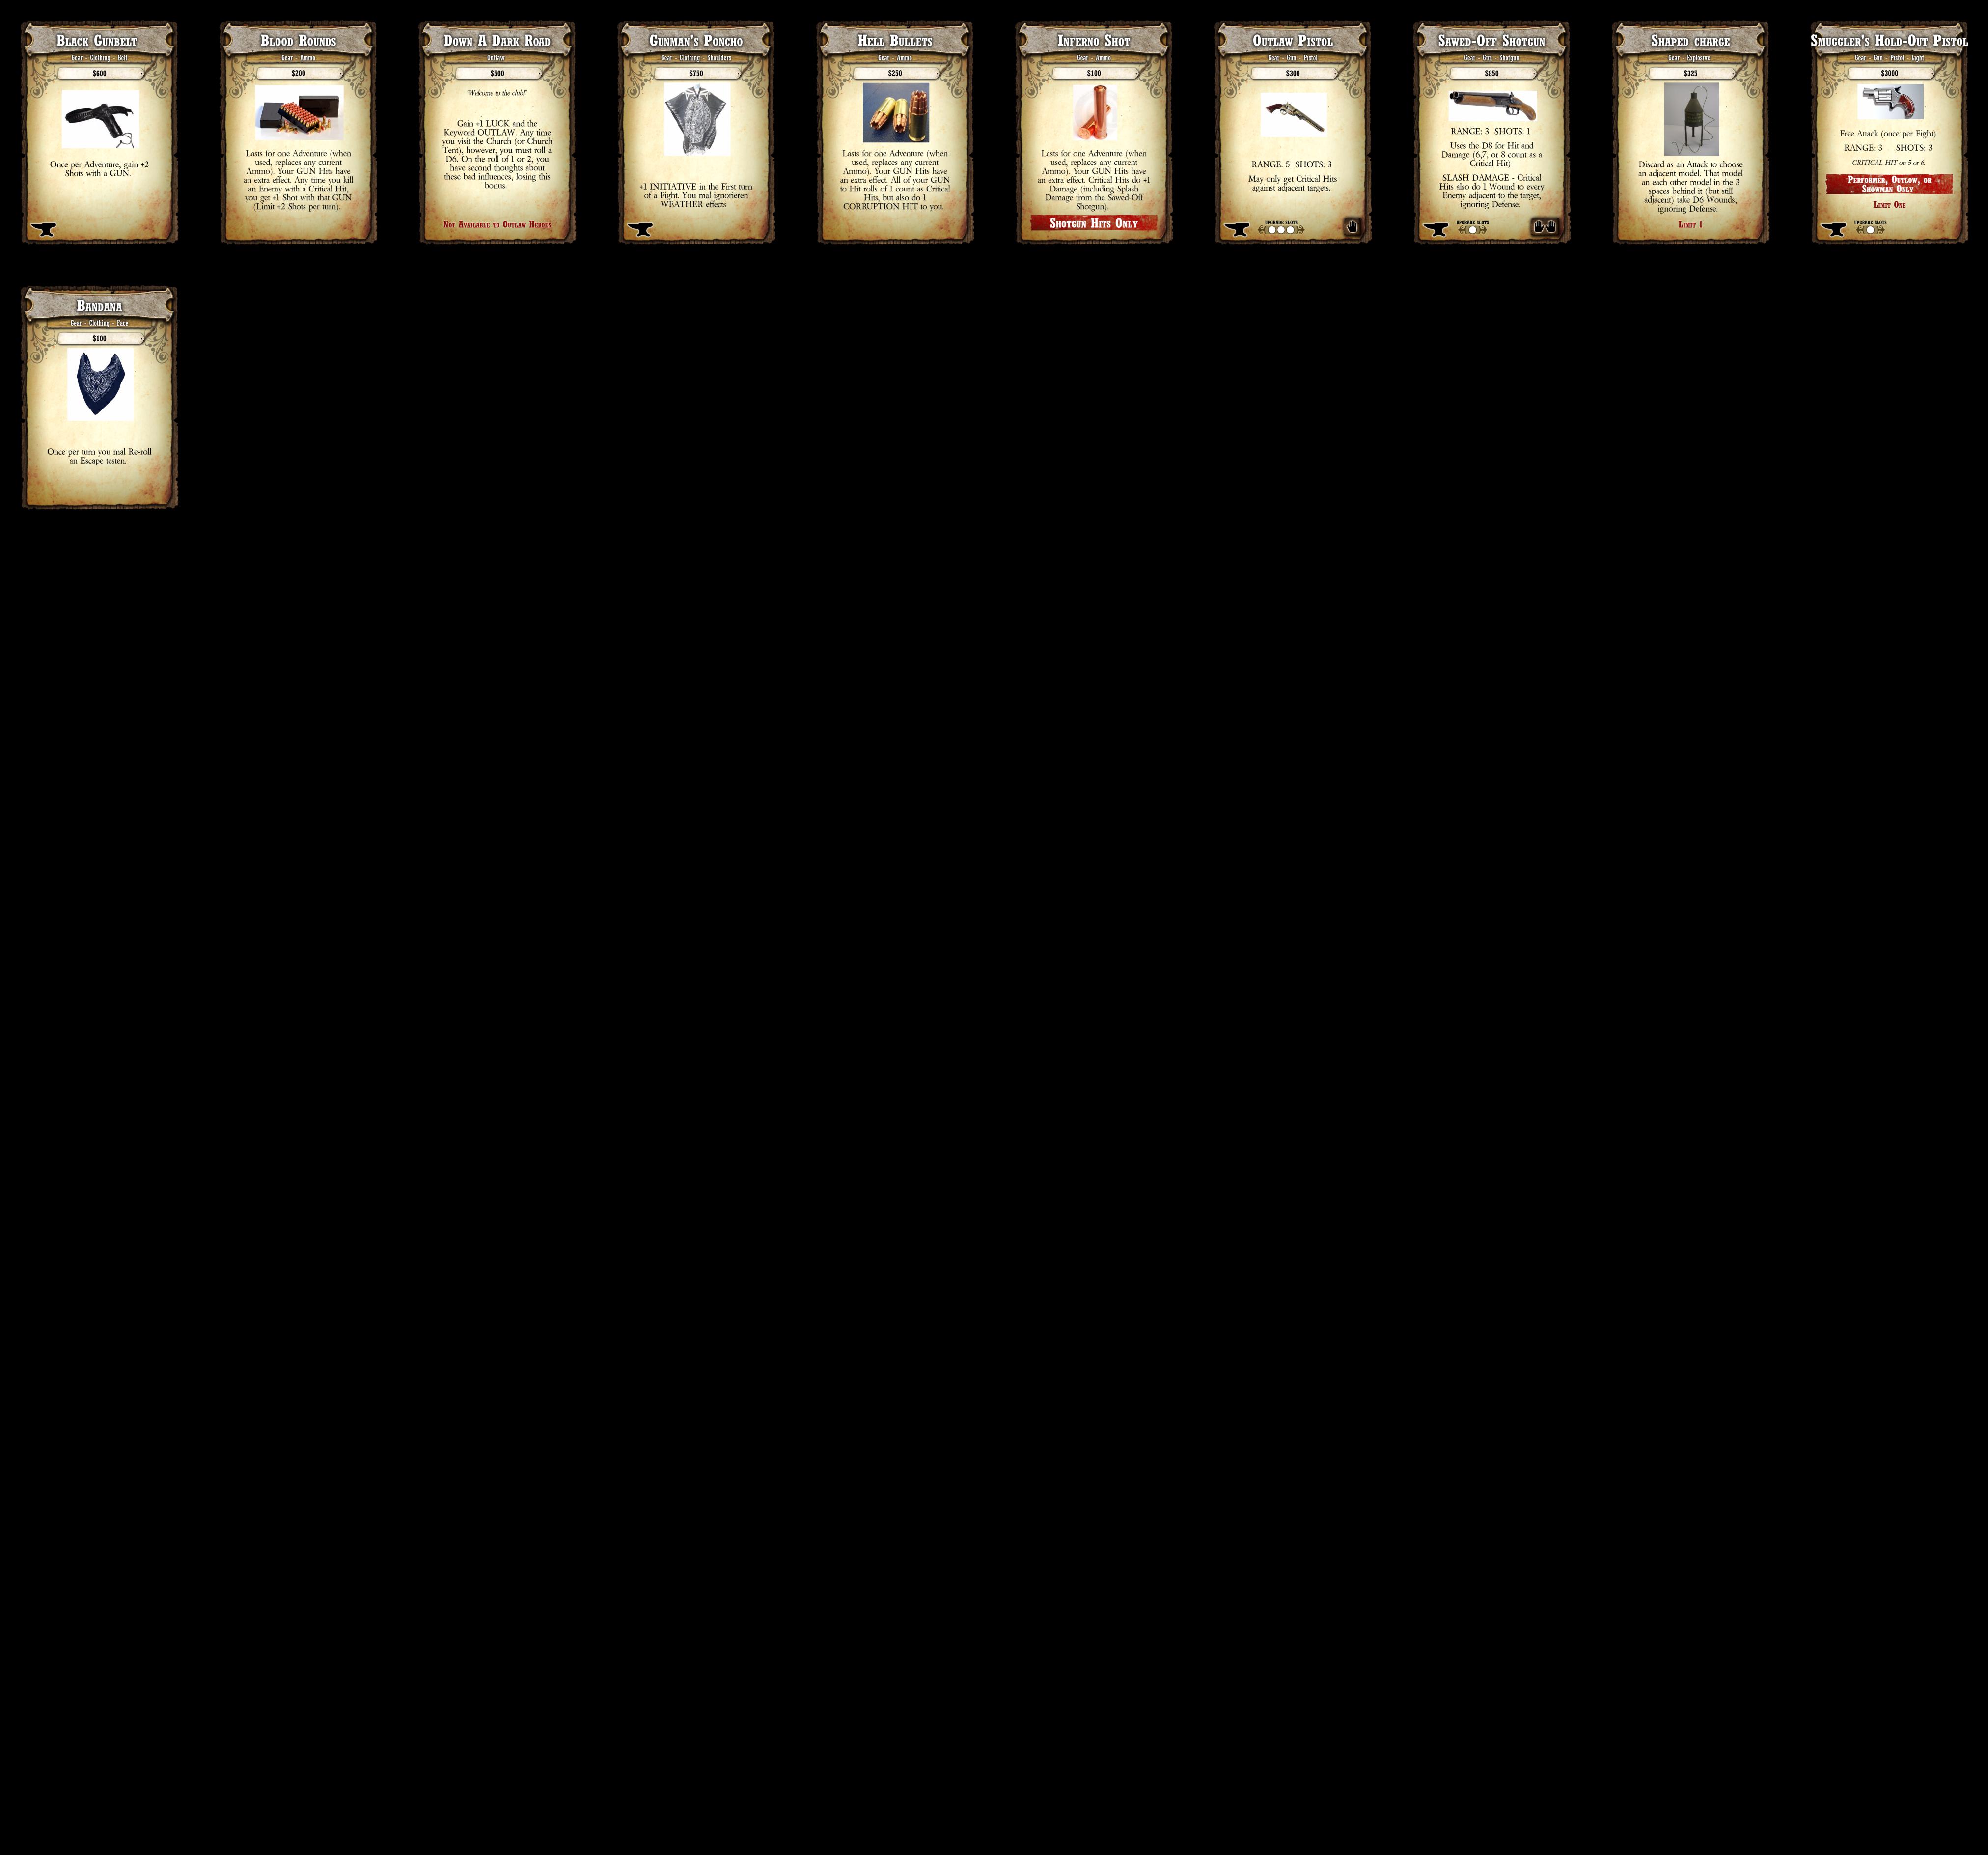 Black Gunbelt
Gear - Clothing - Belt
$600
Once per Adventure, gain +2
Shots with a GUN.
Blood Rounds
Gear - Ammo
$200
Lasts for one Adventure (when
used, replaces any current
Ammo). Your GUN Hits have
an extra effect. Any time you kill
an Enemy with a Critical Hit,
you get +1 Shot with that GUN
(Limit +2 Shots per turn).
Down A Dark Road
Outlaw
$500
"Welcome to the club!"
Gain +1 LUCK and the
Keyword OUTLAW. Any time
you visit the Church (or Church
Tent), however, you must roll a
D6. On the roll of 1 or 2, you
have second thoughts about
these bad influences, losing this
bonus.
Not Available to Outlaw Heroes
Gunman's Poncho
Gear - Clothing - Shoulders
$750
+1 INITIATIVE in the First turn
of a Fight. You mal ignorieren
WEATHER effects
Hell Bullets
Gear - Ammo
$250
Lasts for one Adventure (when
used, replaces any current
Ammo). Your GUN Hits have
an extra effect. All of your GUN
to Hit rolls of 1 count as Critical
Hits, but also do 1
CORRUPTION HIT to you.
Inferno Shot
Gear - Ammo
$100
Lasts for one Adventure (when
used, replaces any current
Ammo). Your GUN Hits have
an extra effect. Critical Hits do +1
Damage (including Splash
Damage from the Sawed-Off
Shotgun).
Shotgun Hits Only
Outlaw Pistol
Gear - Gun - Pistol
$300
RANGE: 5 SHOTS: 3
May only get Critical Hits
against adjacent targets.
UPGRADE SLOTS
Sawed-Off Shotgun
Gear - Gun - Shotgun
$850
RANGE: 3 SHOTS: 1
Uses the D8 for Hit and
Damage (6,7, or 8 count as a
Critical Hit)
SLASH DAMAGE - Critical
Hits also do 1 Wound to every
Enemy adjacent to the target,
ignoring Defense.
UPGRADE SLOTS
Shaped charge
Gear - Explosive
$325
Discard as an Attack to choose
an adjacent model. That model
an each other model in the 3
spaces behind it (but still
adjacent) take D6 Wounds,
ignoring Defense.
Limit 1
Smuggler's Hold-Out Pistol
Gear - Gun - Pistol - Light
$3000
Free Attack (once per Fight)
RANGE: 3 SHOTS: 3
CRITICAL HIT on 5 or 6.
Performer, Outlow, or
Showman Only
Limit One
UPGRADE SLOTS
Bandana
Gear - Clothing - Face
$100
Once per turn you mal Re-roll
an Escape testen.